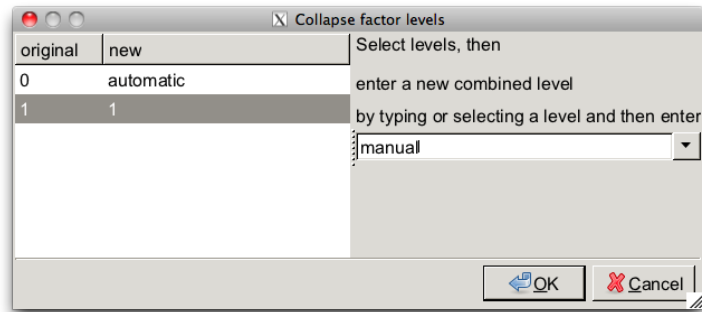 Collapse factor levels
original new
Select levels, then
0 automatic
enter a new combined level
1 1
by typing or selecting a level and then enter
manual
OK
Cancel